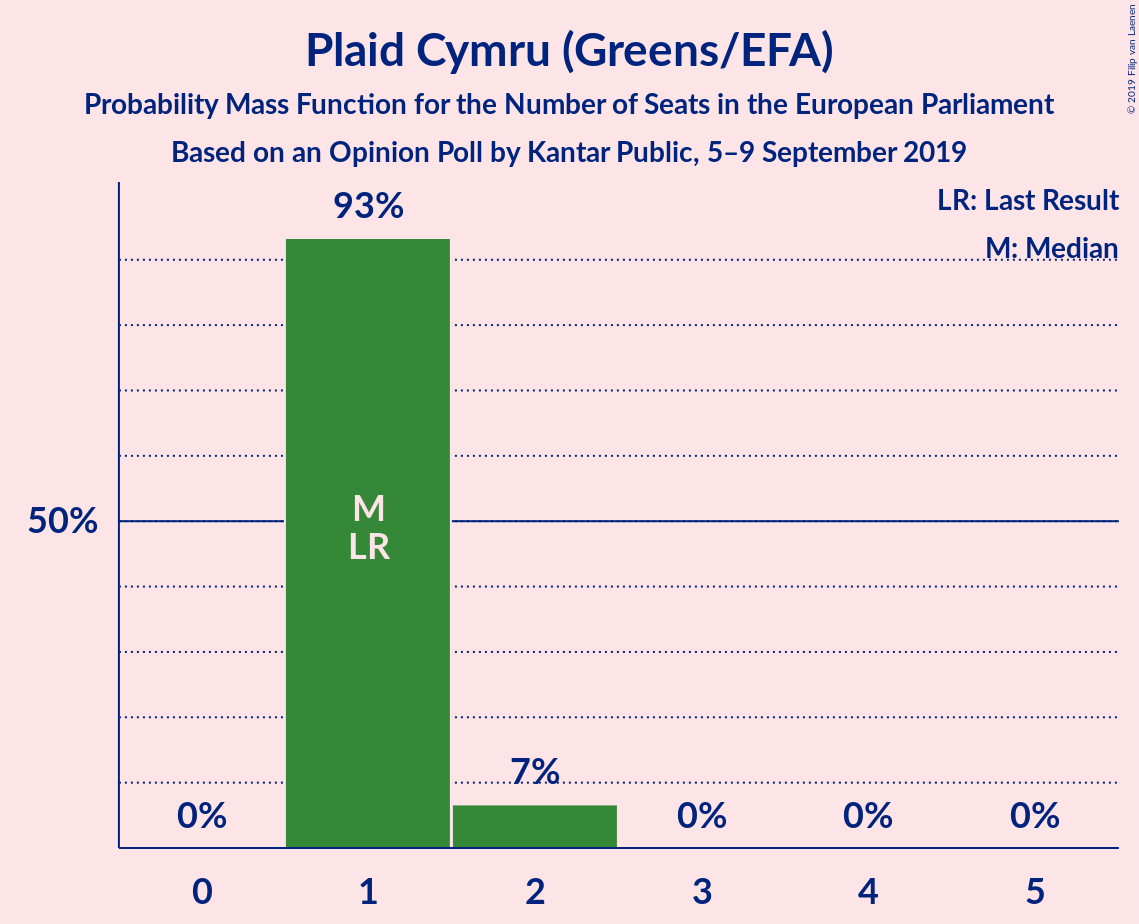 Plaid Cymru (Greens/EFA)
Probability Mass Function for the Number of Seats in the European Parliament
Based on an Opinion Poll by Kantar Public, 5–9 September 2019
© 2019 Filip van Laenen
LR: Last Result
M: Median
93%
M
LR
50%
7%
0%
0%
0%
0%
0 1 2 3 4 5